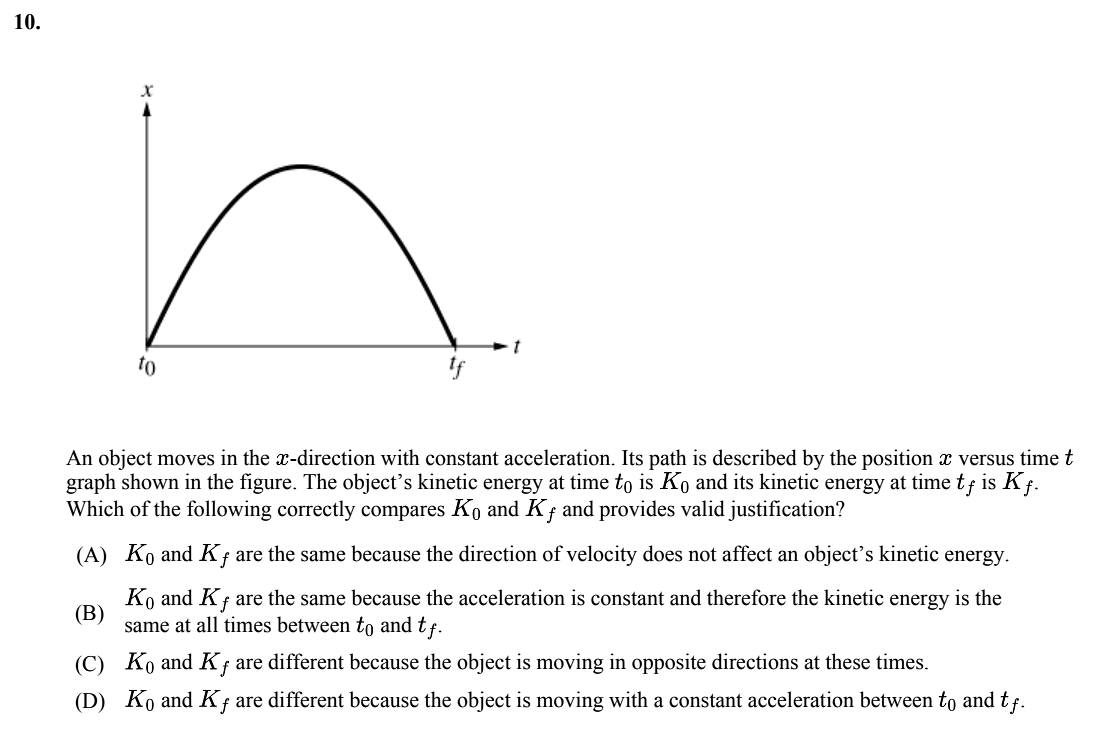 10.
x
t
t₀
t_f
An object moves in the x-direction with constant acceleration. Its path is described by the position x versus time t
graph shown in the figure. The object’s kinetic energy at time t₀ is K₀ and its kinetic energy at time t_f is K_f.
Which of the following correctly compares K₀ and K_f and provides valid justification?
(A) K₀ and K_f are the same because the direction of velocity does not affect an object’s kinetic energy.
(B) K₀ and K_f are the same because the acceleration is constant and therefore the kinetic energy is the
same at all times between t₀ and t_f.
(C) K₀ and K_f are different because the object is moving in opposite directions at these times.
(D) K₀ and K_f are different because the object is moving with a constant acceleration between t₀ and t_f.